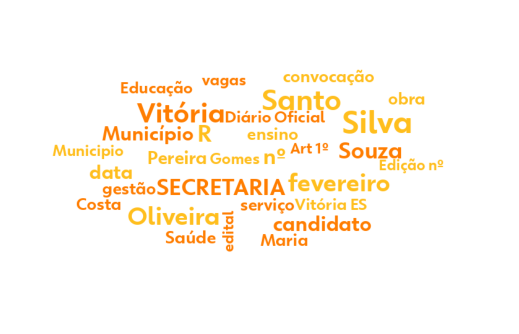 vagas
convocação
Educação
Santo
obra
Vitória
Diário Oficial
Silva
Município
R
ensino
Municipio
Pereira
Gomes
nº
Art 1º
Souza
Edição nº
data
gestão
SECRETARIA
fevereiro
Costa
Oliveira
serviço
Vitória ES
edital
candidato
Saúde
Maria